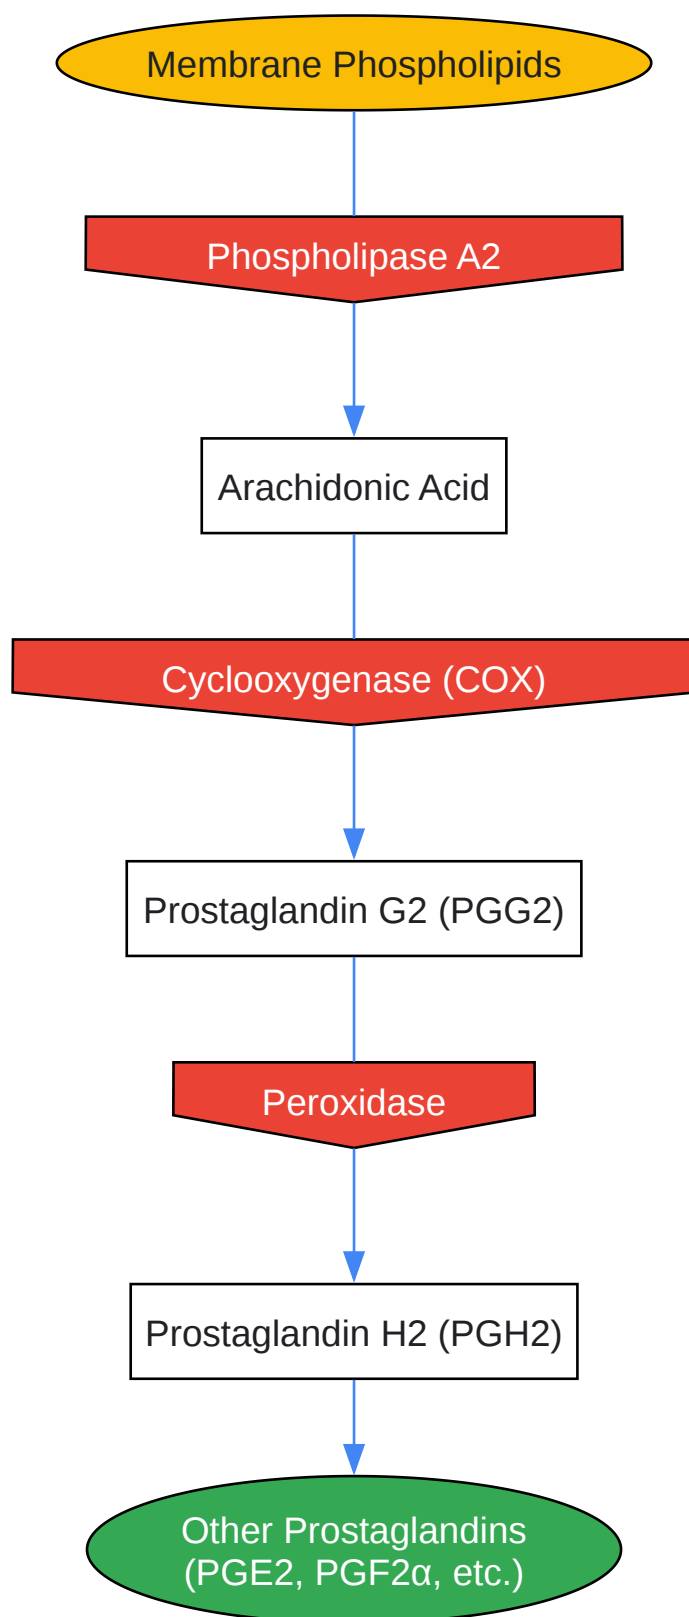 Membrane Phospholipids
Phospholipase A2
Arachidonic Acid
Cyclooxygenase (COX)
Prostaglandin G2 (PGG2)
Peroxidase
Prostaglandin H2 (PGH2)
Other Prostaglandins
(PGE2, PGF2α, etc.)